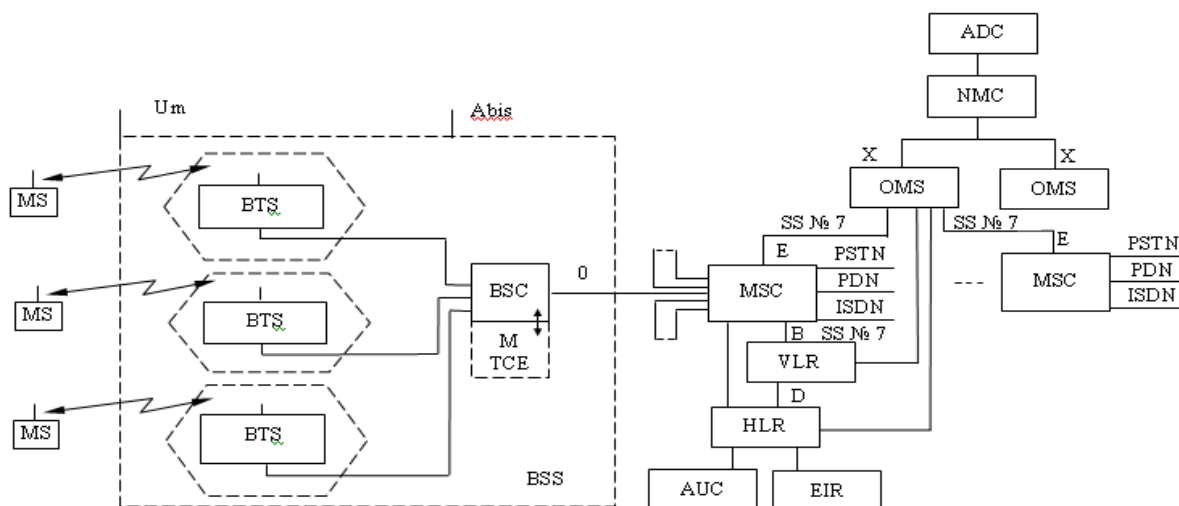 ADC
NMC
Um
Abis
X
X
MS
BTS
OMS
OMS
SS № 7
SS № 7
E
E
PSTN
PSTN
BSC
0
MSC
PDN
MSC
PDN
MS
BTS
ISDN
---
ISDN
M
TCE
B
SS № 7
VLR
D
MS
BTS
HLR
BSS
AUC
EIR